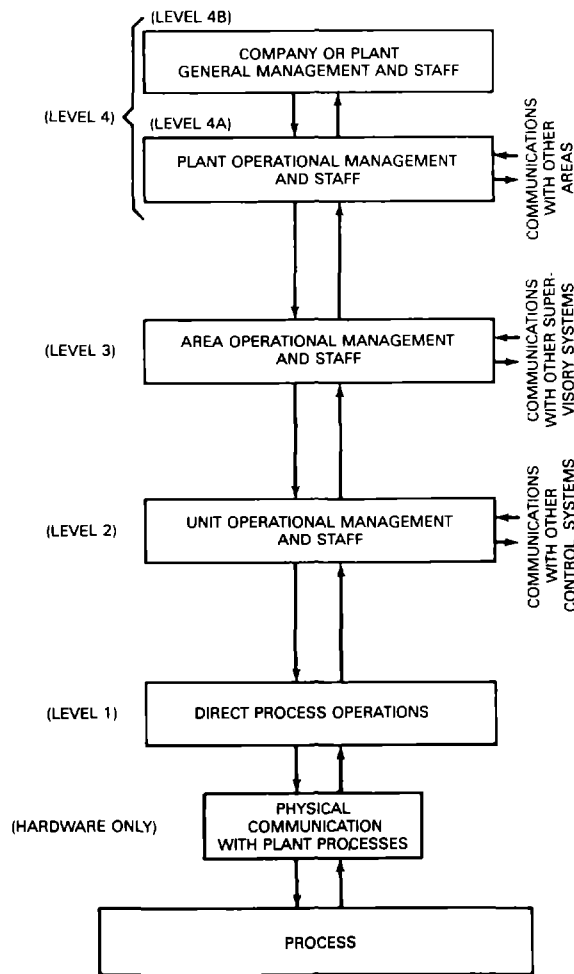 (LEVEL 4B)
COMPANY OR PLANT
GENERAL MANAGEMENT AND STAFF
(LEVEL 4)
(LEVEL 4A)
PLANT OPERATIONAL MANAGEMENT
AND STAFF
COMMUNICATIONS
WITH OTHER
AREAS
(LEVEL 3)
AREA OPERATIONAL MANAGEMENT
AND STAFF
COMMUNICATIONS
WITH OTHER SUPER-
VISORY SYSTEMS
(LEVEL 2)
UNIT OPERATIONAL MANAGEMENT
AND STAFF
COMMUNICATIONS
WITH OTHER
CONTROL SYSTEMS
(LEVEL 1)
DIRECT PROCESS OPERATIONS
(HARDWARE ONLY)
PHYSICAL
COMMUNICATION
WITH PLANT PROCESSES
PROCESS